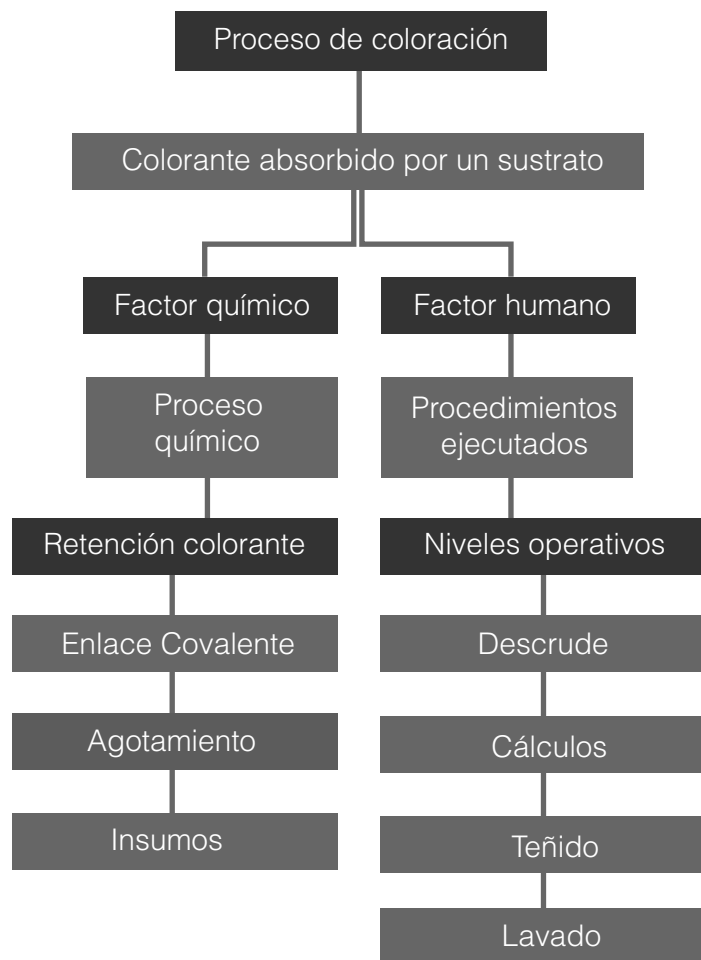 Proceso de coloración
Colorante absorbido por un sustrato
Factor químico
Proceso
químico
Retención colorante
Enlace Covalente
Agotamiento
Insumos
Factor humano
Procedimientos
ejecutados
Niveles operativos
Descrude
Cálculos
Teñido
Lavado